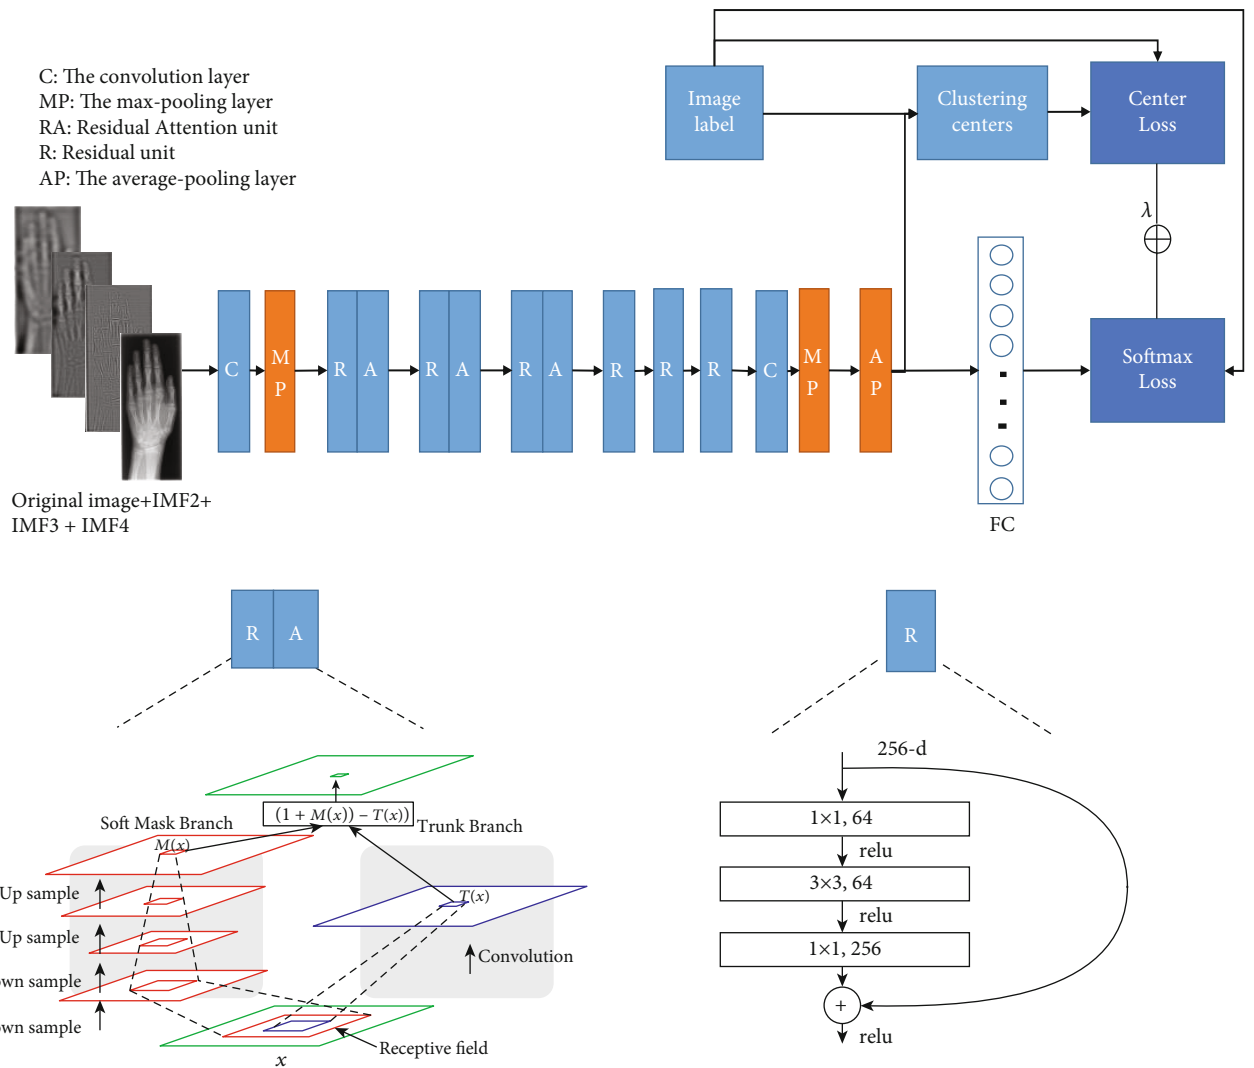 C: The convolution layer
MP: The max-pooling layer
RA: Residual Attention unit
R: Residual unit
AP: The average-pooling layer
Image
label
Clustering
centers
Center
Loss
λ
C
M
P
R A
R A
R A
R
R
R
C
M
P
A
P
Softmax
Loss
Original image+IMF2+
IMF3 + IMF4
FC
R A
R
256-d
(1 + M(x)) – T(x))
Soft Mask Branch
Trunk Branch
M(x)
Up sample
T(x)
Up sample
Convolution
own sample
own sample
Receptive field
x
1×1, 64
relu
3×3, 64
relu
1×1, 256
+
relu